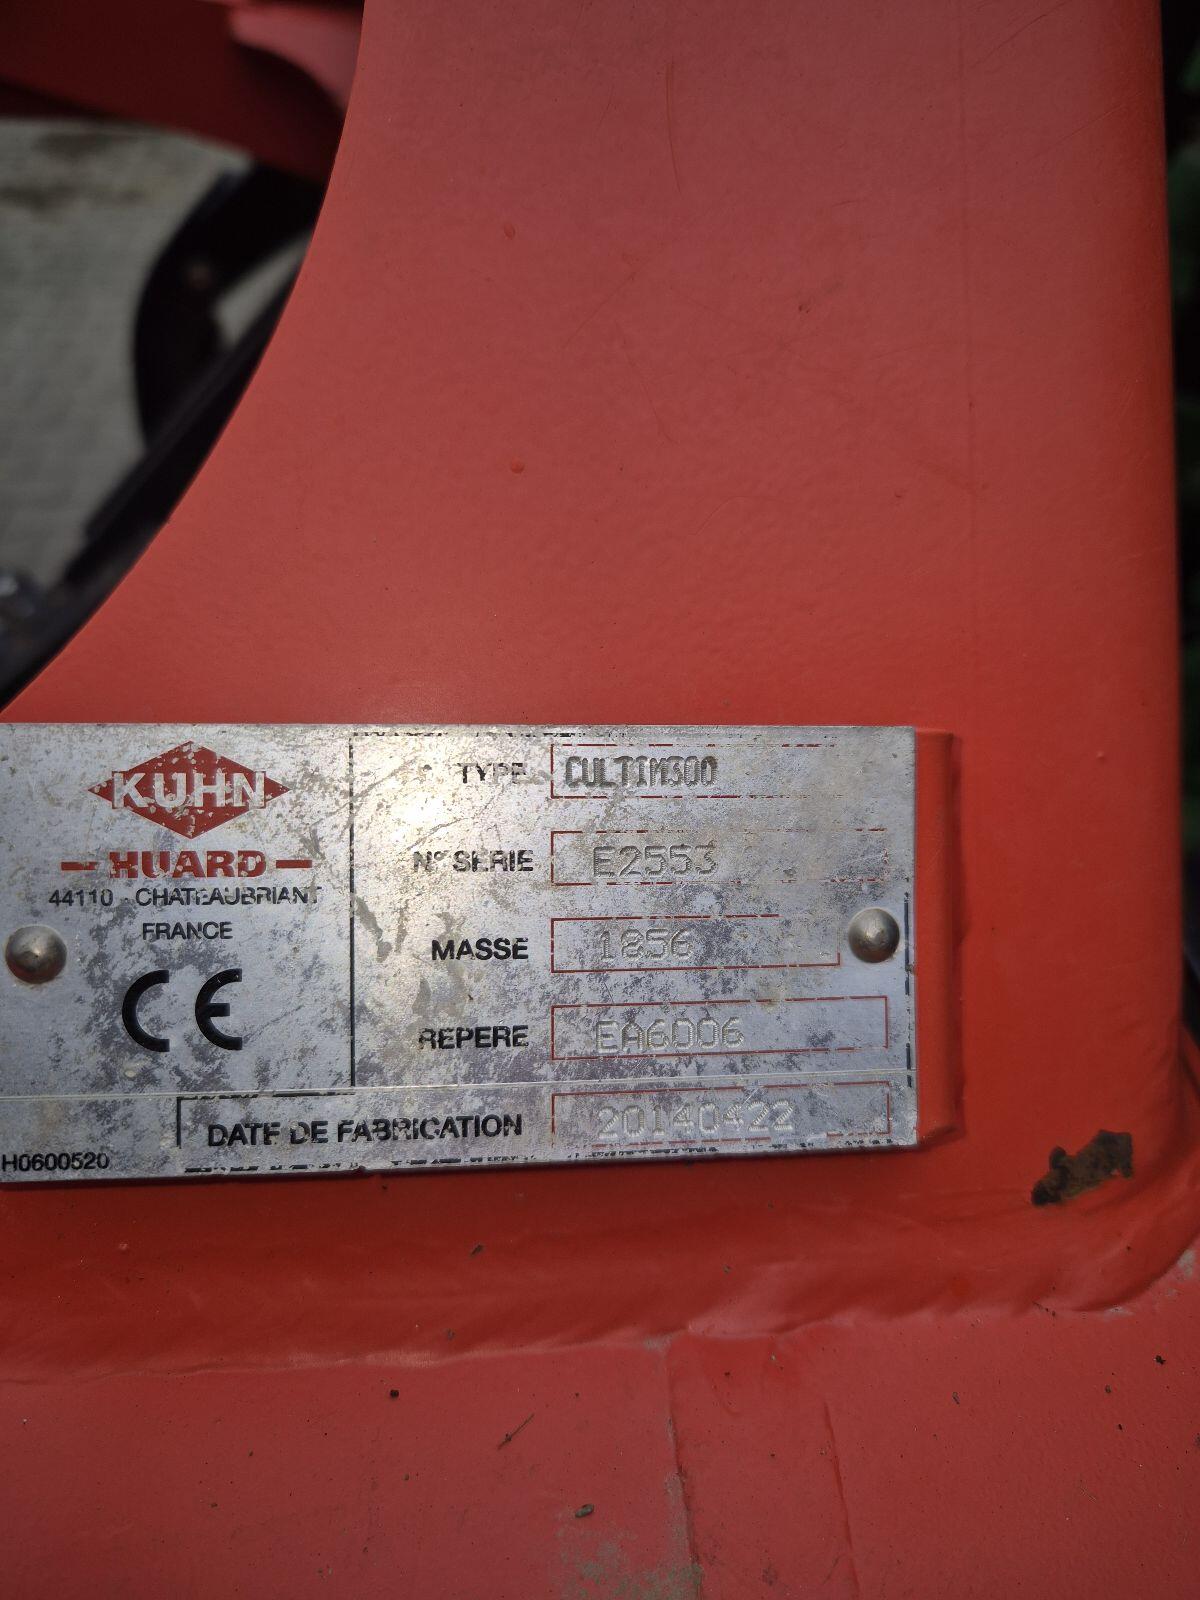 KUHN
HUARD
44110 - CHATEAUBRIANT
FRANCE
CE
TYPE CULTIM300
N° SERIE E2553
MASSE 1856
REPERE EA6006
DATE DE FABRICATION 20140422
H0600520